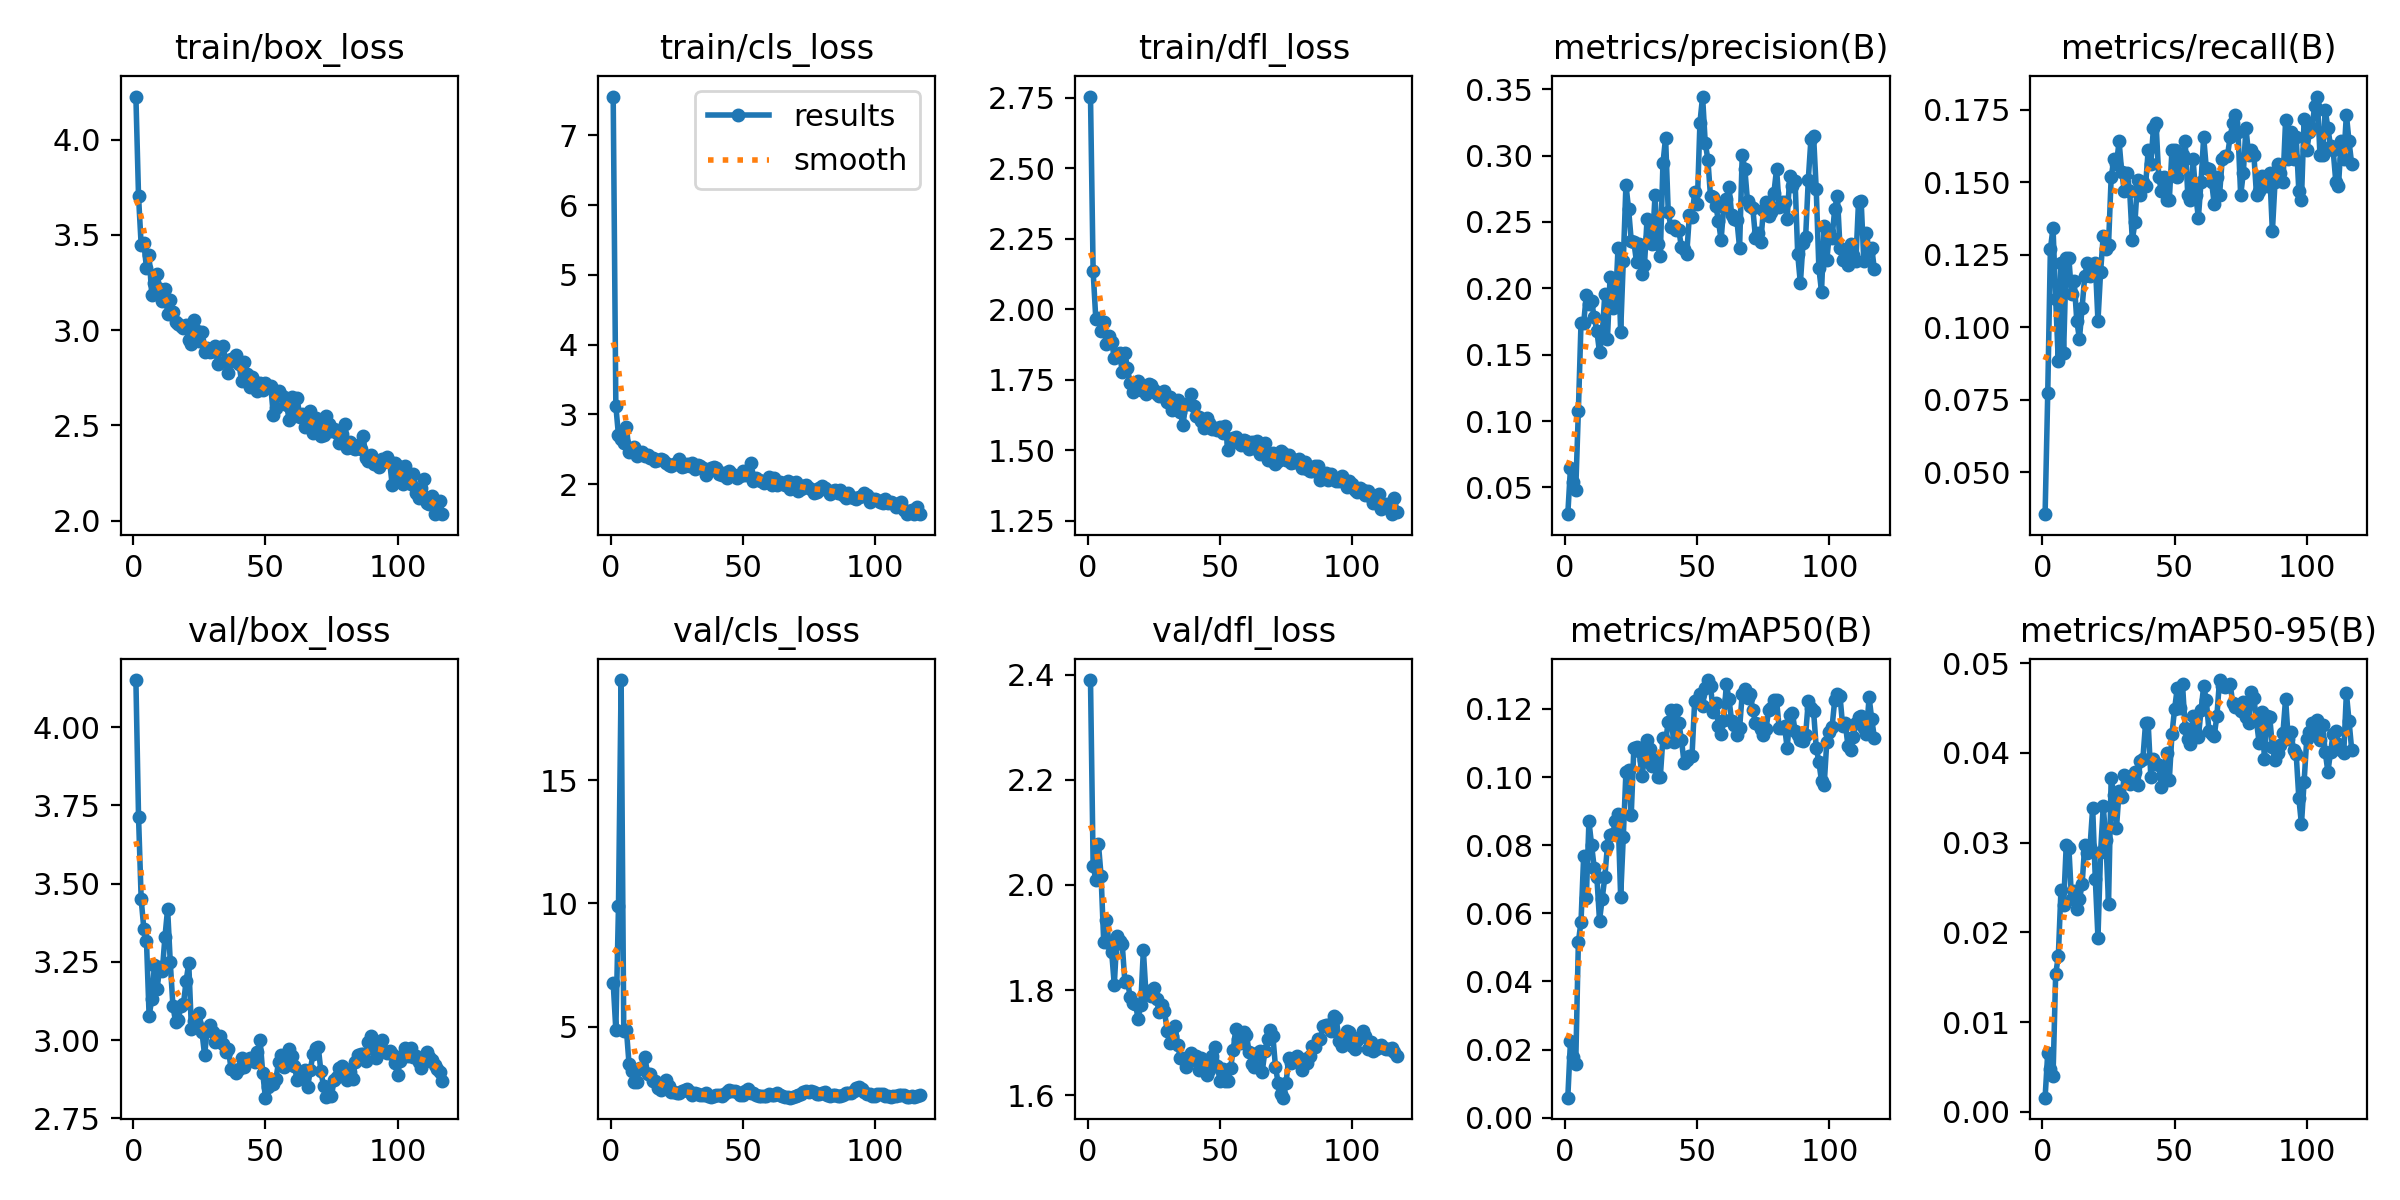 train/box_loss
4.0
3.5
3.0
2.5
2.0
0 50 100
train/cls_loss
results
smooth
7
6
5
4
3
2
0 50 100
train/dfl_loss
2.75
2.50
2.25
2.00
1.75
1.50
1.25
0 50 100
metrics/precision(B)
0.35
0.30
0.25
0.20
0.15
0.10
0.05
0 50 100
metrics/recall(B)
0.175
0.150
0.125
0.100
0.075
0.050
0 50 100
val/box_loss
4.00
3.75
3.50
3.25
3.00
2.75
0 50 100
val/cls_loss
15
10
5
0 50 100
val/dfl_loss
2.4
2.2
2.0
1.8
1.6
0 50 100
metrics/mAP50(B)
0.12
0.10
0.08
0.06
0.04
0.02
0.00
0 50 100
metrics/mAP50-95(B)
0.05
0.04
0.03
0.02
0.01
0.00
0 50 100